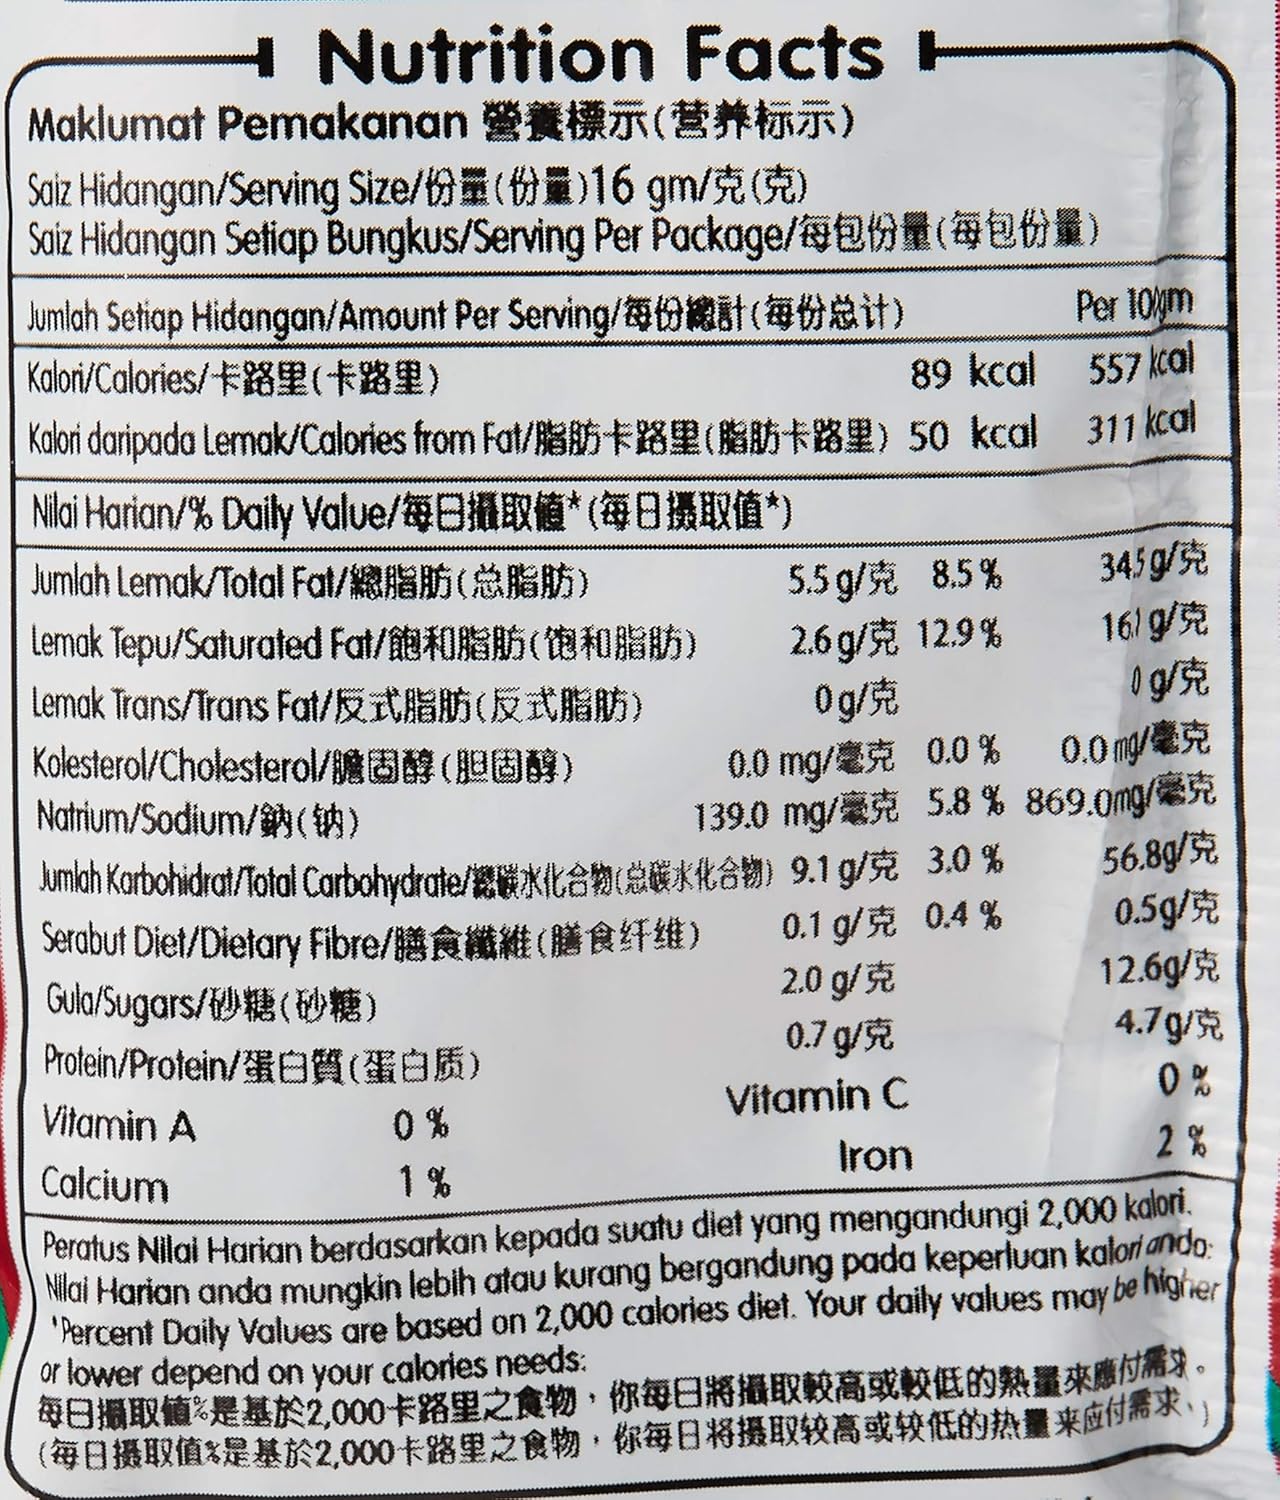 Nutrition Facts
Maklumat Pemakanan 營養標示(营养标示)
Saiz Hidangan/Serving Size/份量(份量)16 gm/克(克)
Saiz Hidangan Setiap Bungkus/Serving Per Package/每包份量(每包份量)
Jumlah Setiap Hidangan/Amount Per Serving/每份總計(每份总计) Per 100gm
Kalori/Calories/卡路里(卡路里) 89 kcal 557 kcal
Kalori daripada Lemak/Calories from Fat/脂肪卡路里(脂肪卡路里) 50 kcal 311 kcal
Nilai Harian/% Daily Value/每日攝取値*(每日摄取值*)
Jumlah Lemak/Total Fat/總脂肪(总脂肪) 5.5 g/克 8.5 % 34.5 g/克
Lemak Tepu/Saturated Fat/飽和脂肪(饱和脂肪) 2.6 g/克 12.9 % 16.1 g/克
Lemak Trans/Trans Fat/反式脂肪(反式脂肪) 0 g/克 0 g/克
Kolesterol/Cholesterol/膽固醇(胆固醇) 0.0 mg/毫克 0.0 % 0.0 mg/毫克
Natrium/Sodium/鈉(钠) 139.0 mg/毫克 5.8 % 869.0mg/毫克
Jumlah Karbohidrat/Total Carbohydrate/總碳水化合物(总碳水化合物) 9.1 g/克 3.0 % 56.8g/克
Serabut Diet/Dietary Fibre/膳食纖維(膳食纤维) 0.1 g/克 0.4 % 0.5g/克
Gula/Sugars/砂糖(砂糖) 2.0 g/克 12.6g/克
Protein/Protein/蛋白質(蛋白质) 0.7 g/克 4.7g/克
Vitamin A 0 % Vitamin C 0 %
Calcium 1 % Iron 2 %
Peratus Nilai Harian berdasarkan kepada suatu diet yang mengandungi 2,000 kalori.
Nilai Harian anda mungkin lebih atau kurang bergandung pada keperluan kalori anda:
*Percent Daily Values are based on 2,000 calories diet. Your daily values may be higher
or lower depend on your calories needs:
每日攝取値%是基於2,000卡路里之食物，你每日將攝取較高或較低的熱量來應付需求。
(每日摄取值%是基於2,000卡路里之食物，你每日将摄取较高或较低的热量来应付需求、)